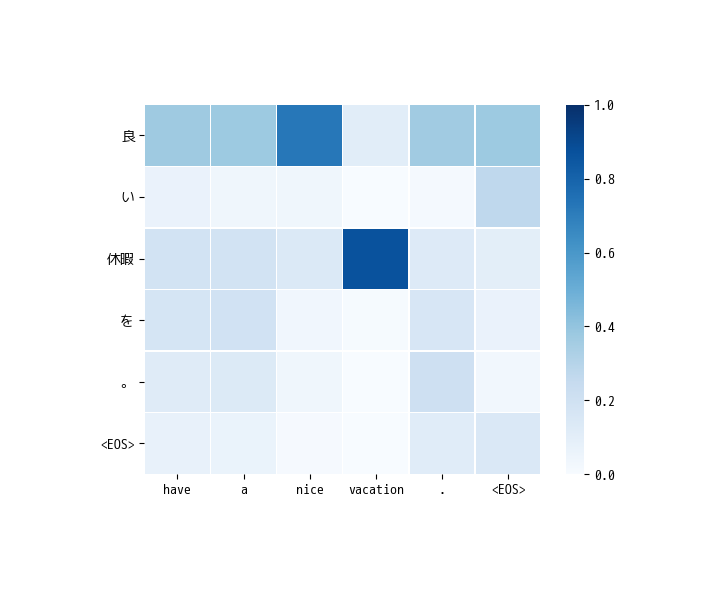 良
い
休暇
を
。
<EOS>
have a nice vacation . <EOS>
1.0
0.8
0.6
0.4
0.2
0.0